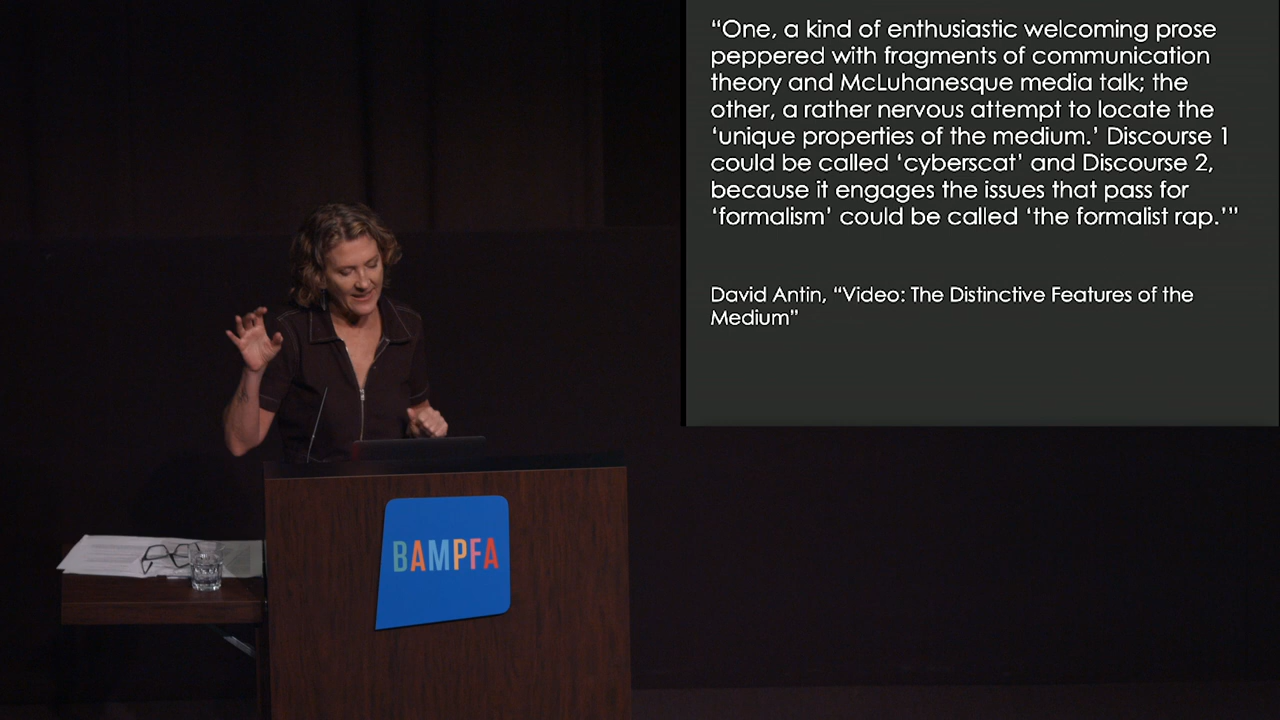 “One, a kind of enthusiastic welcoming prose
peppered with fragments of communication
theory and McLuhanesque media talk; the
other, a rather nervous attempt to locate the
‘unique properties of the medium.’ Discourse 1
could be called ‘cyberscat’ and Discourse 2,
because it engages the issues that pass for
‘formalism’ could be called ‘the formalist rap.’”
David Antin, “Video: The Distinctive Features of the
Medium”
BAMPFA